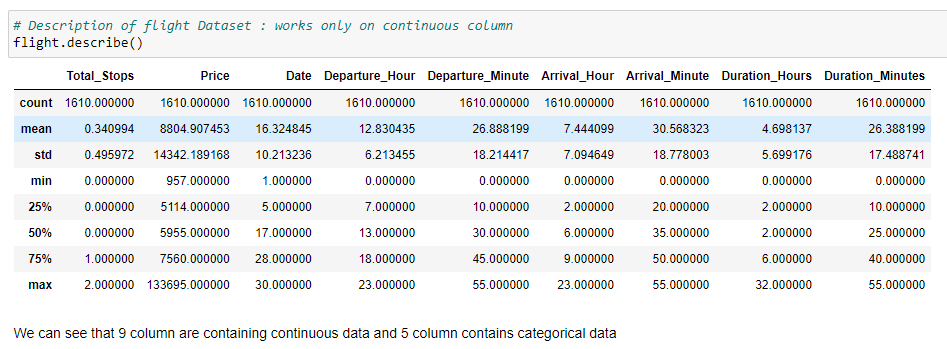 # Description of flight Dataset : works only on continuous column
flight.describe()
Total_Stops Price Date Departure_Hour Departure_Minute Arrival_Hour Arrival_Minute Duration_Hours Duration_Minutes
count 1610.000000 1610.000000 1610.000000 1610.000000 1610.000000 1610.000000 1610.000000 1610.000000 1610.000000
mean 0.340994 8804.907453 16.324845 12.830435 26.888199 7.444099 30.568323 4.698137 26.388199
std 0.495972 14342.189168 10.213236 6.213455 18.214417 7.094649 18.778003 5.699176 17.488741
min 0.000000 957.000000 1.000000 0.000000 0.000000 0.000000 0.000000 0.000000 0.000000
25% 0.000000 5114.000000 5.000000 7.000000 10.000000 2.000000 20.000000 2.000000 10.000000
50% 0.000000 5955.000000 17.000000 13.000000 30.000000 6.000000 35.000000 2.000000 25.000000
75% 1.000000 7560.000000 28.000000 18.000000 45.000000 9.000000 50.000000 6.000000 40.000000
max 2.000000 133695.000000 30.000000 23.000000 55.000000 23.000000 55.000000 32.000000 55.000000
We can see that 9 column are containing continuous data and 5 column contains categorical data